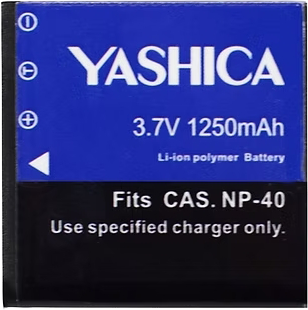 YASHICA
3.7V 1250mAh
Li-ion polymer Battery
Fits CAS. NP-40
Use specified charger only.